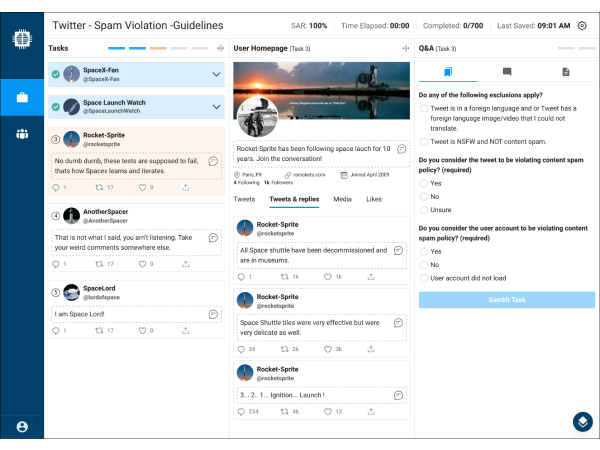 Twitter - Spam Violation -Guidelines
SAR: 100%
Time Elapsed: 00:00
Completed: 0/700
Last Saved: 09:01 AM
Tasks
SpaceX-Fan
@SpaceX-Fan
Space Launch Watch
@SpaceLaunchWatch
3
Rocket-Sprite
@rocketsprite
No dumb dumb, these tests are supposed to fail,
thats how Spacex learns and iterates.
1 17 0
4
AnotherSpacer
@AnotherSpacer
That is not what I said, you arn't listening. Take
your weird comments somewhere else.
1 17 0
5
SpaceLord
@lordofspace
I am Space Lord!
1 17 0
User Homepage (Task 3)
Rocket-Sprite has been following space lauch for 10
years. Join the conversation!
Paris, FR
rsrockets.com
Joined April 2009
4 Following 1k Followers
Tweets
Tweets & replies
Media
Likes
Rocket-Sprite
@rocketsprite
All Space shuttle have been decommissioned and
are in museums.
1 1k 1k
Rocket-Sprite
@rocketsprite
Space Shuttle tiles were very effective but were
very delicate as well.
34 2k 3k
Rocket-Sprite
@rocketsprite
3... 2.. 1... Ignition... Launch !
234 4k 12
Q&A (Task 3)
Do any of the following exclusions apply?
Tweet is in a foreign language and or Tweet has a
foreign language image/video that I could not
translate.
Tweet is NSFW and NOT content spam.
Do you consider the tweet to be violating content spam
policy? (required)
Yes
No
Unsure
Do you consider the user account to be violating content
spam policy? (required)
Yes
No
User account did not load
Sumbit Task